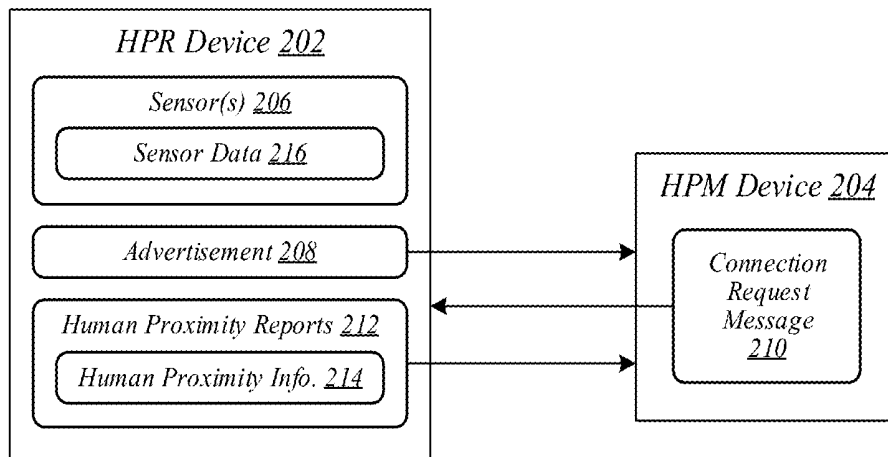 HPR Device 202
Sensor(s) 206
Sensor Data 216
Advertisement 208
Human Proximity Reports 212
Human Proximity Info. 214
HPM Device 204
Connection
Request
Message
210